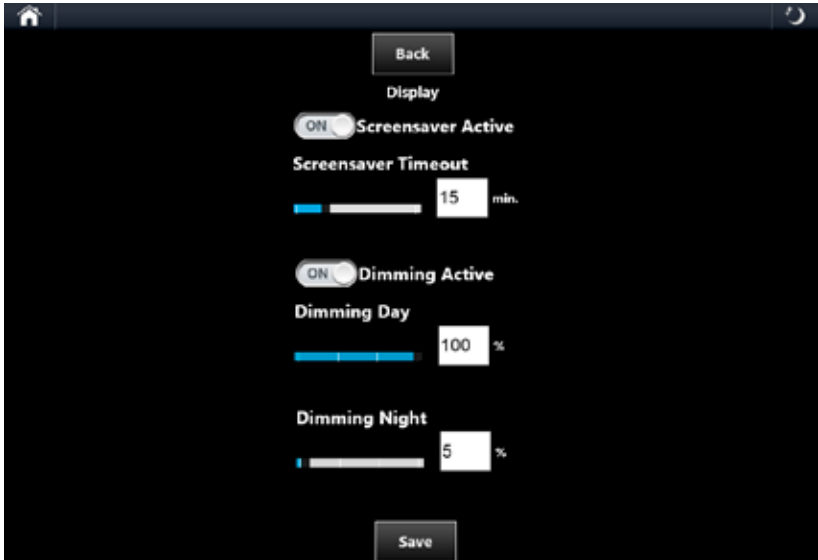 Back
Display
ON Screensaver Active
Screensaver Timeout
15 min.
ON Dimming Active
Dimming Day
100 %
Dimming Night
5 %
Save